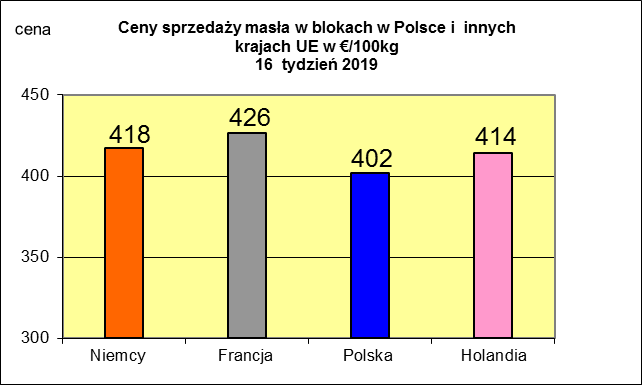 cena
Ceny sprzedaży masła w blokach w Polsce i innych
krajach UE w €/100kg
16 tydzień 2019
450
400
350
300
418
426
402
414
Niemcy
Francja
Polska
Holandia